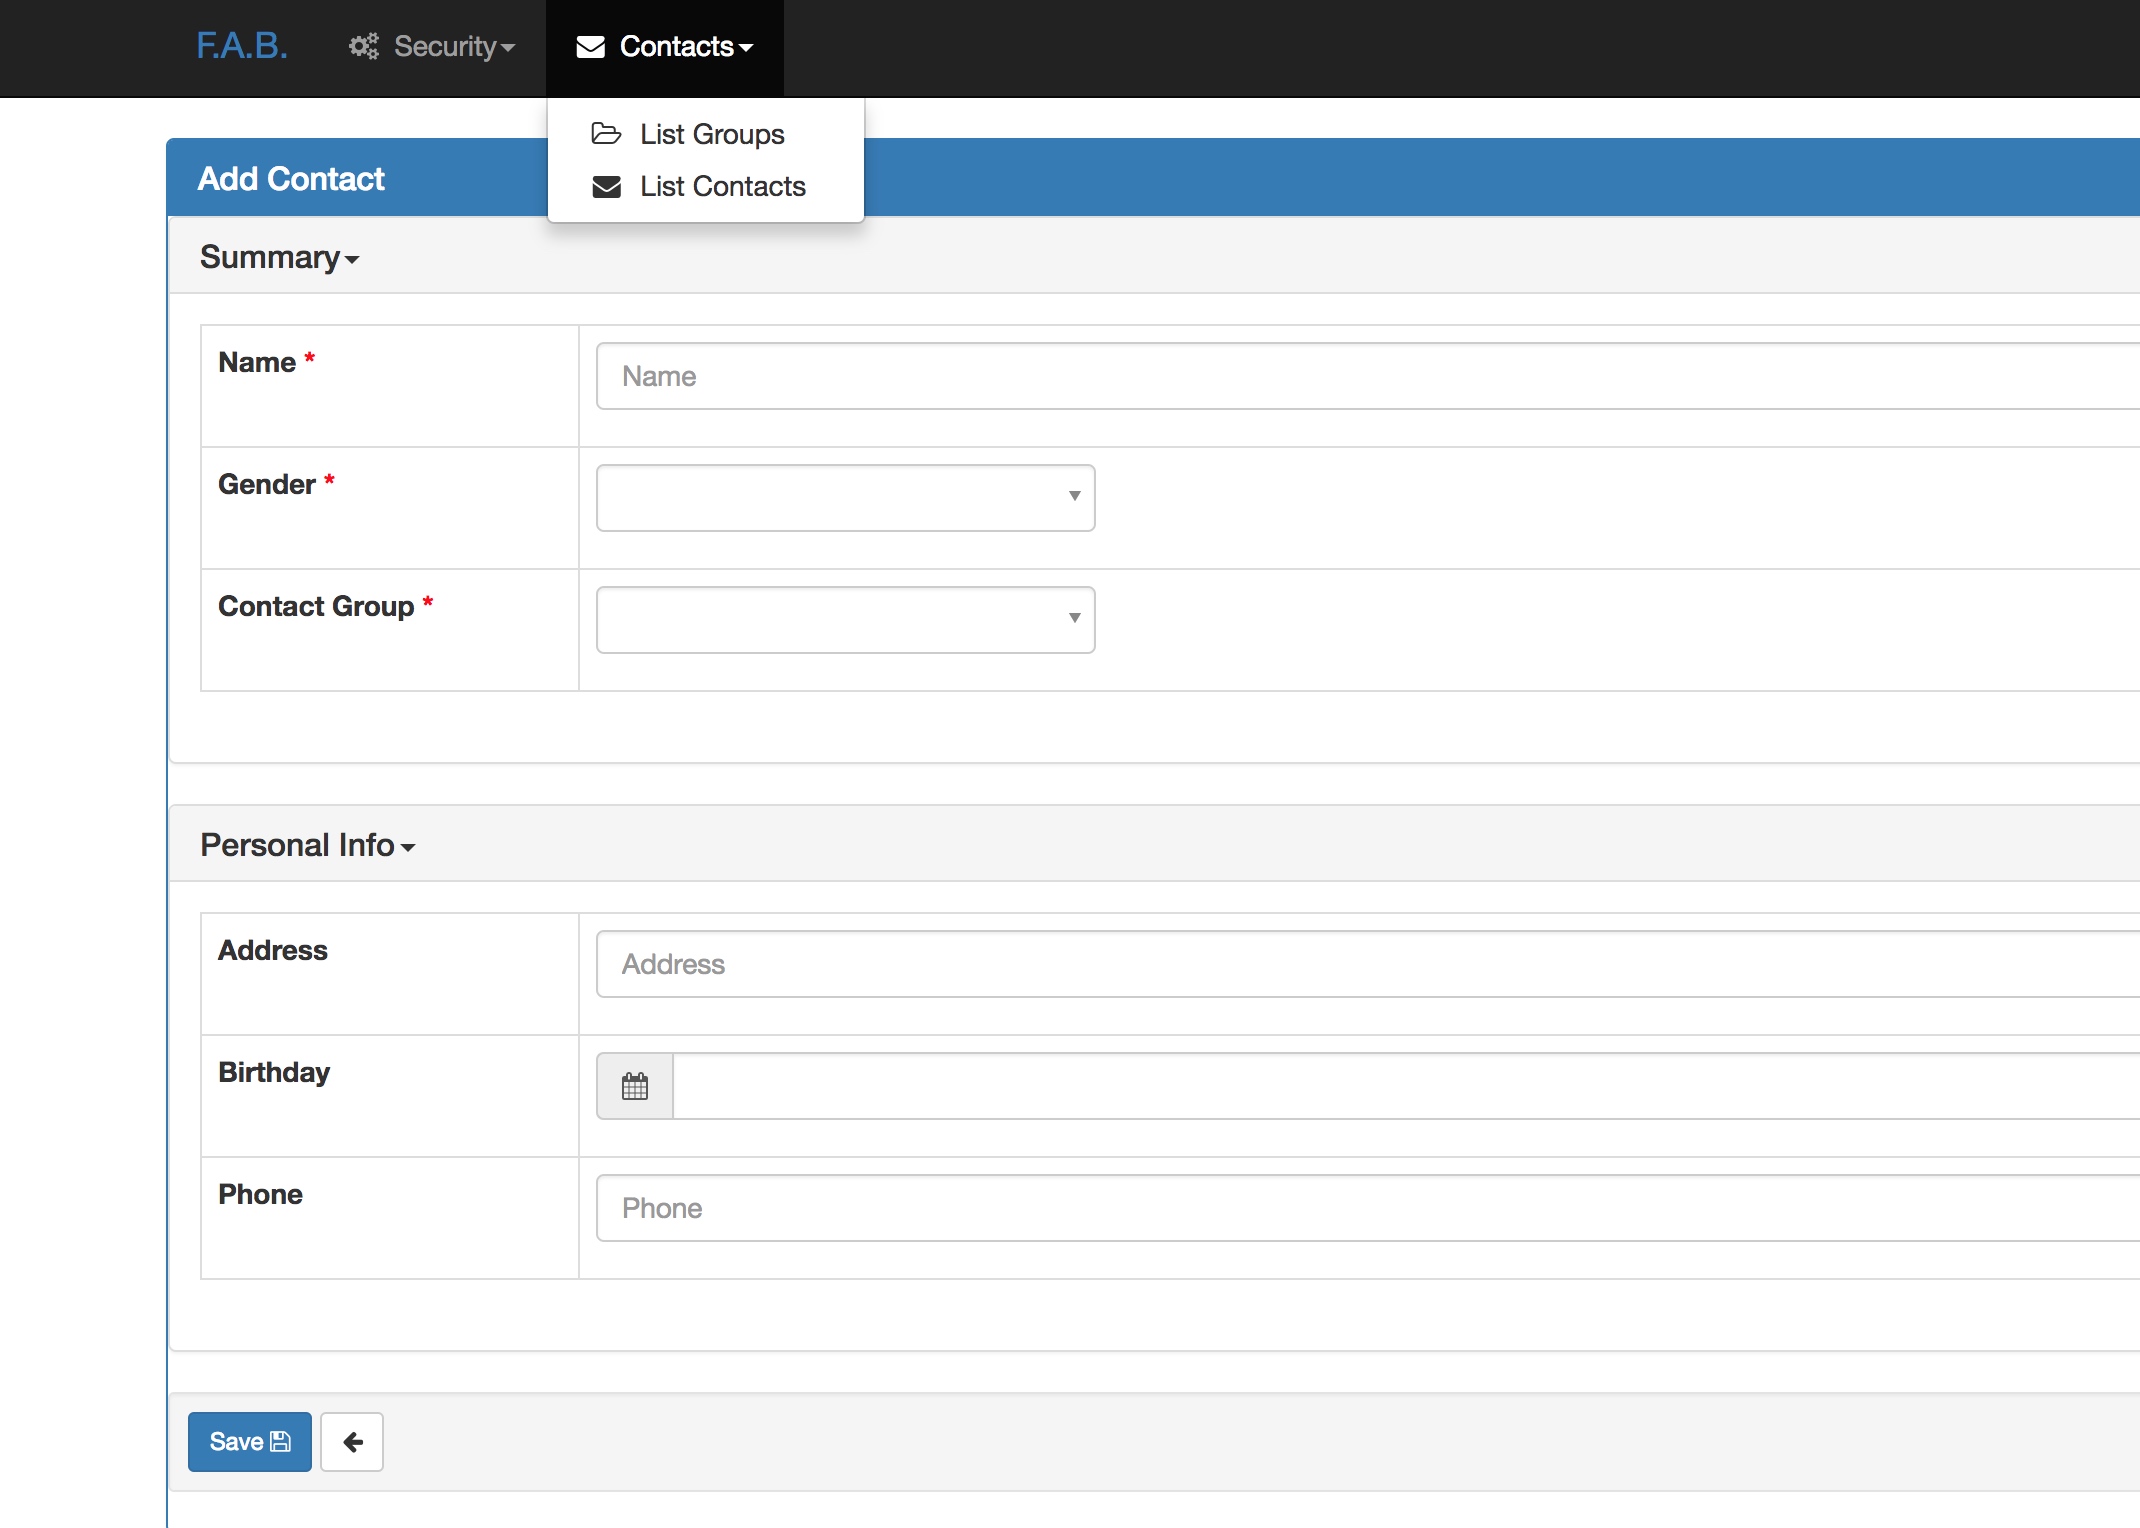 F.A.B. Security Contacts
List Groups
List Contacts
Add Contact
Summary
Name * Name
Gender *
Contact Group *
Personal Info
Address Address
Birthday
Phone Phone
Save